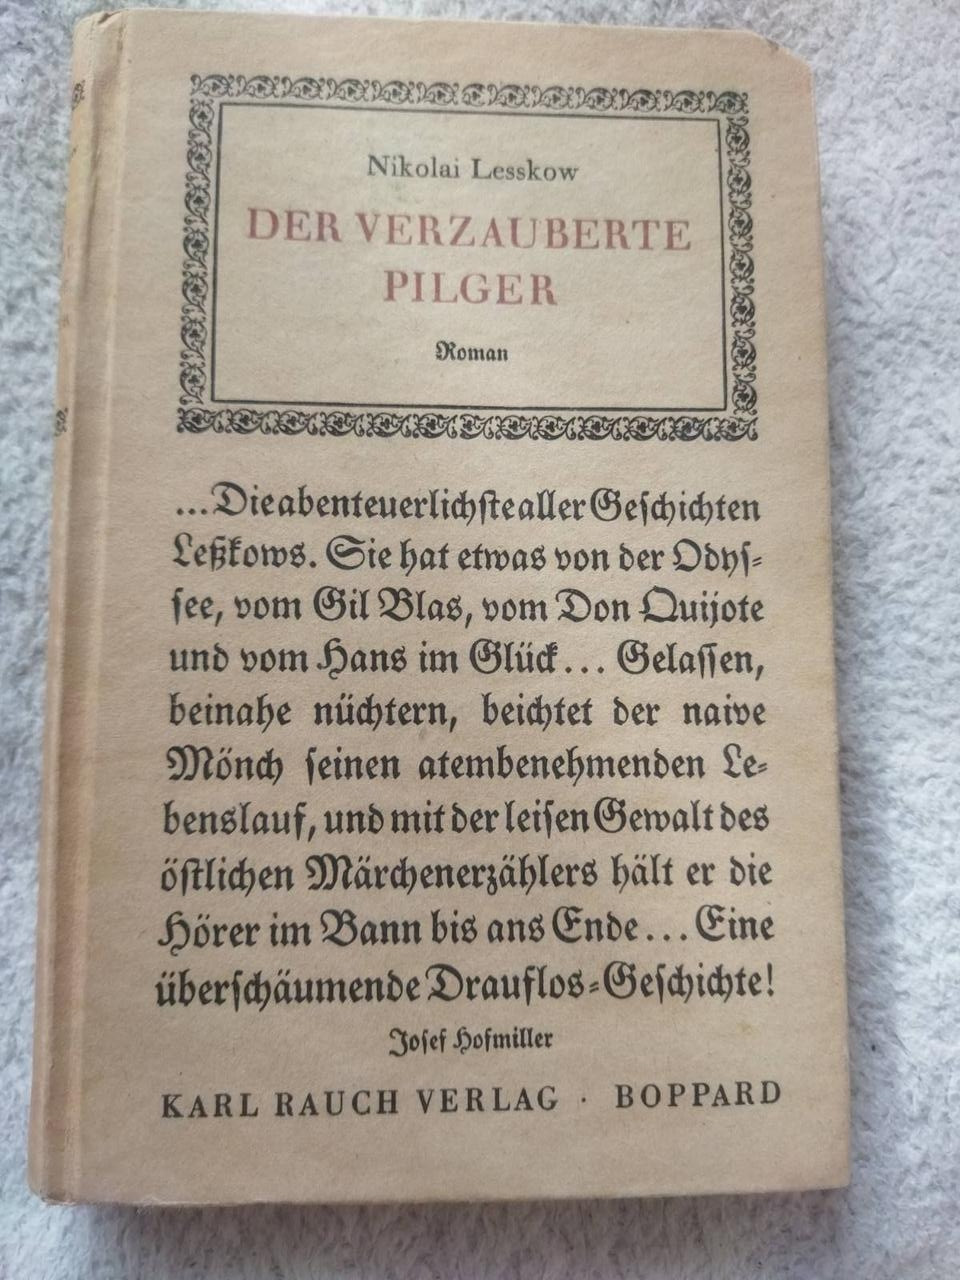 Nikolai Lesskow
DER VERZAUBERTE
PILGER
Roman
...Die abenteuerlichſte aller Geſchichten
Leßkows. Sie hat etwas von der Odyſ-
ſee, vom Gil Blas, vom Don Quijote
und vom Hans im Glück... Gelaſſen,
beinahe nüchtern, beichtet der naive
Mönch ſeinen atembenehmenden Le-
benslauf, und mit der leiſen Gewalt des
öſtlichen Märchenerzählers hält er die
Hörer im Bann bis ans Ende... Eine
überſchäumende Drauflos-Geſchichte!
Joſef Hofmiller
KARL RAUCH VERLAG · BOPPARD